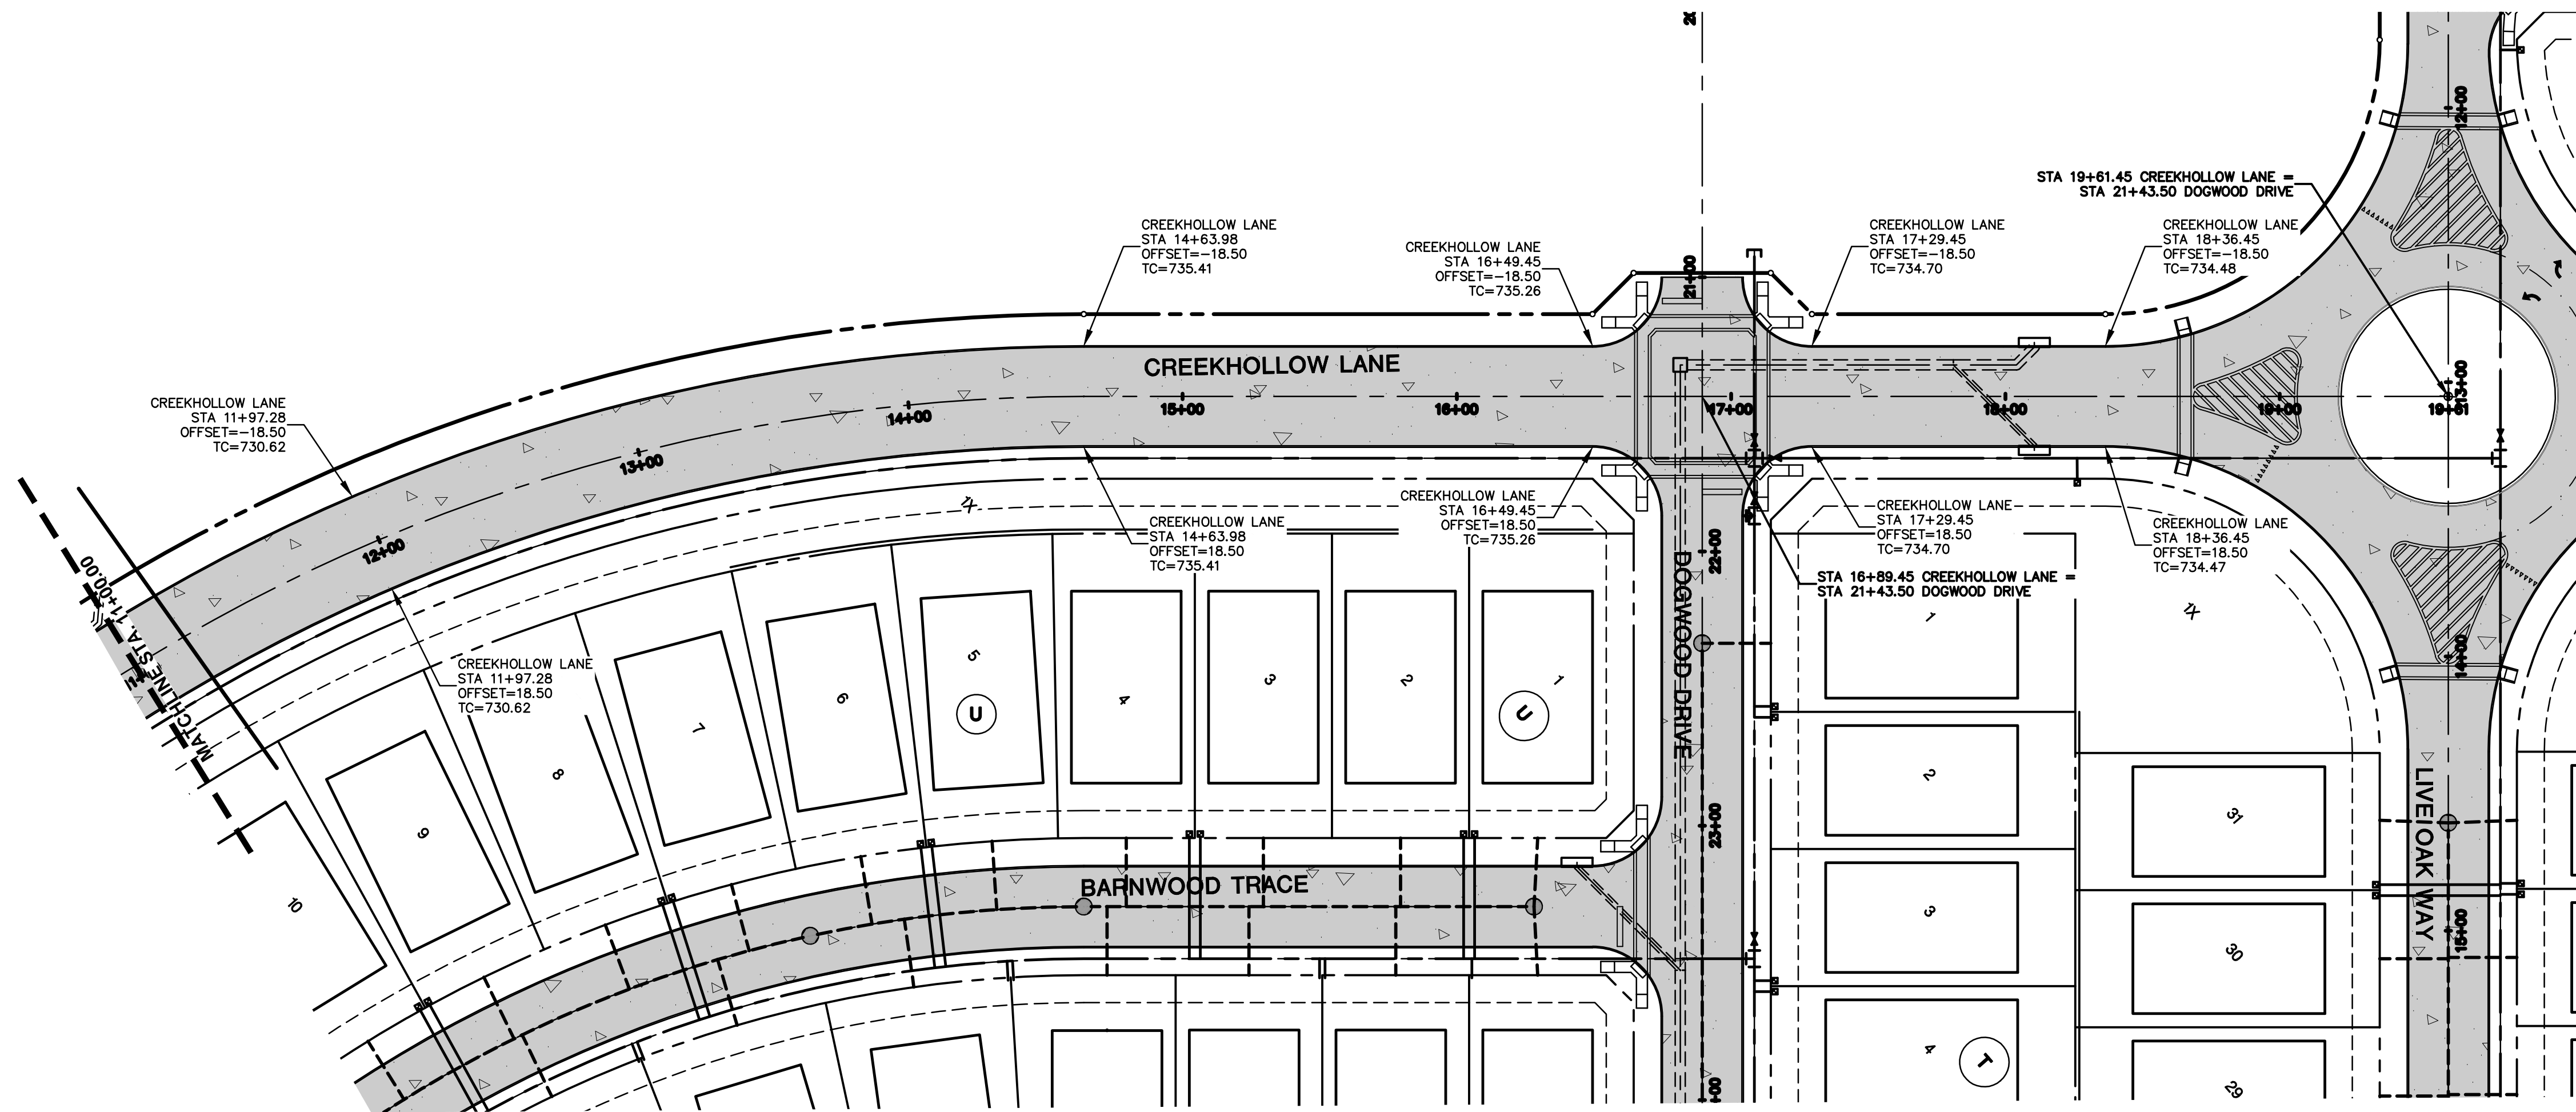 12+00
STA 19+61.45 CREEKHOLLOW LANE =
STA 21+43.50 DOGWOOD DRIVE
CREEKHOLLOW LANE
STA 14+63.98
OFFSET=-18.50
TC=735.41
CREEKHOLLOW LANE
STA 16+49.45
OFFSET=-18.50
TC=735.26
CREEKHOLLOW LANE
STA 17+29.45
OFFSET=-18.50
TC=734.70
CREEKHOLLOW LANE
STA 18+36.45
OFFSET=-18.50
TC=734.48
21+00
CREEKHOLLOW LANE
CREEKHOLLOW LANE
STA 11+97.28
OFFSET=-18.50
TC=730.62
12+00
13+00
14+00
15+00
16+00
17+00
18+00
19+00
19+61
13+00
1X
CREEKHOLLOW LANE
STA 14+63.98
OFFSET=18.50
TC=735.41
CREEKHOLLOW LANE
STA 16+49.45
OFFSET=18.50
TC=735.26
CREEKHOLLOW LANE
STA 17+29.45
OFFSET=18.50
TC=734.70
CREEKHOLLOW LANE
STA 18+36.45
OFFSET=18.50
TC=734.47
STA 16+89.45 CREEKHOLLOW LANE =
STA 21+43.50 DOGWOOD DRIVE
22+00
DOGWOOD DRIVE
1X
14+00
MATCHLINE STA. 11+00.00
CREEKHOLLOW LANE
STA 11+97.28
OFFSET=18.50
TC=730.62
10
9
8
7
6
5
U
4
3
2
1
U
1
2
3
4
T
23+00
BARNWOOD TRACE
31
30
29
LIVE OAK WAY
15+00